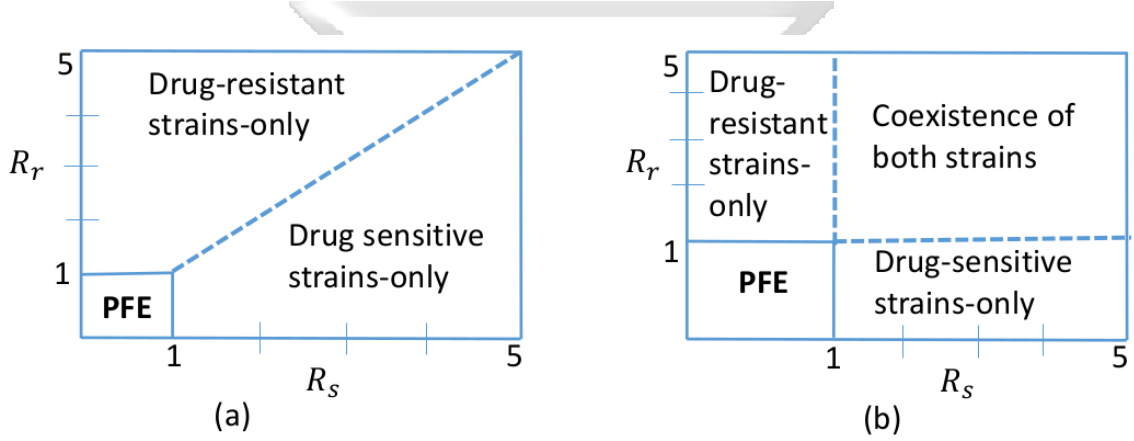 5
Drug-resistant
strains-only
R_r
Drug sensitive
strains-only
1
PFE
1
5
R_s
(a)
5
Drug-
resistant
strains-
only
Coexistence of
both strains
R_r
1
PFE
Drug-sensitive
strains-only
1
5
R_s
(b)